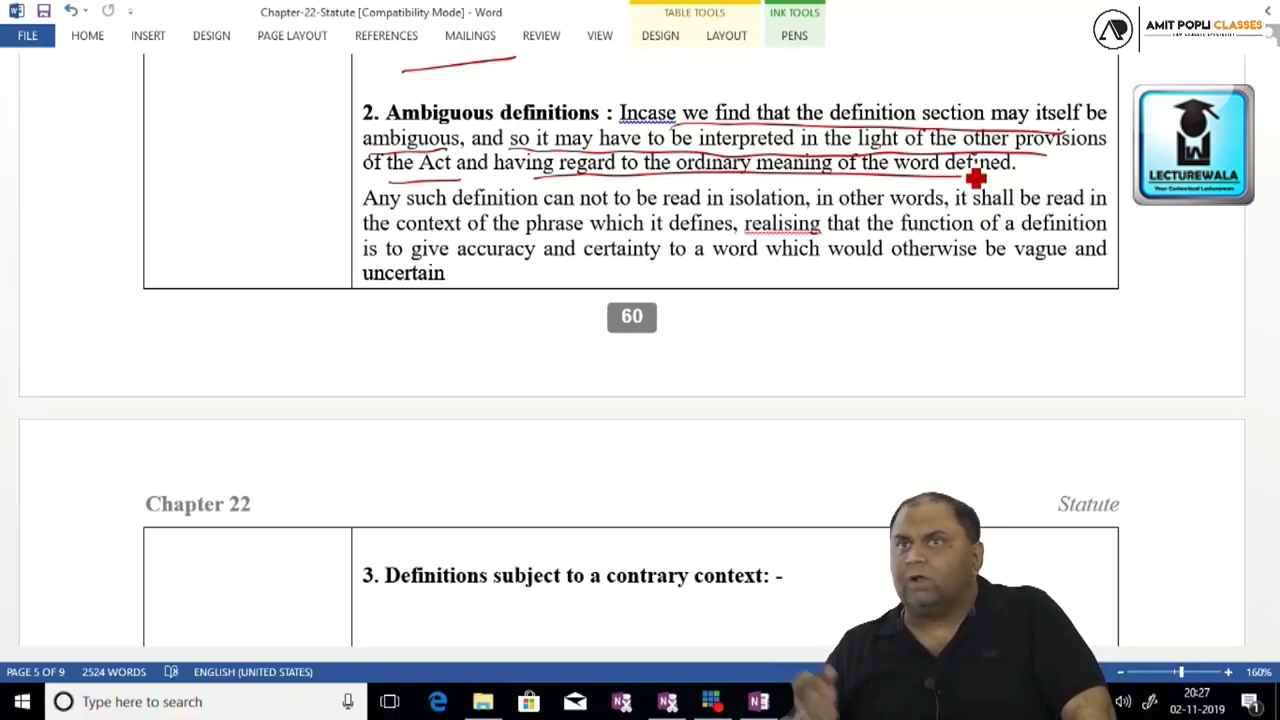 Chapter-22-Statute [Compatibility Mode] - Word
TABLE TOOLS
INK TOOLS
FILE HOME INSERT DESIGN PAGE LAYOUT REFERENCES MAILINGS REVIEW VIEW DESIGN LAYOUT PENS
AMIT POPLI CLASSES
2. Ambiguous definitions : Incase we find that the definition section may itself be
ambiguous, and so it may have to be interpreted in the light of the other provisions
of the Act and having regard to the ordinary meaning of the word defined.
Any such definition can not to be read in isolation, in other words, it shall be read in
the context of the phrase which it defines, realising that the function of a definition
is to give accuracy and certainty to a word which would otherwise be vague and
uncertain
LECTUREWALA
60
Chapter 22
Statute
3. Definitions subject to a contrary context: -
PAGE 5 OF 9 2524 WORDS ENGLISH (UNITED STATES) 160%
Type here to search
20:27
02-11-2019
1